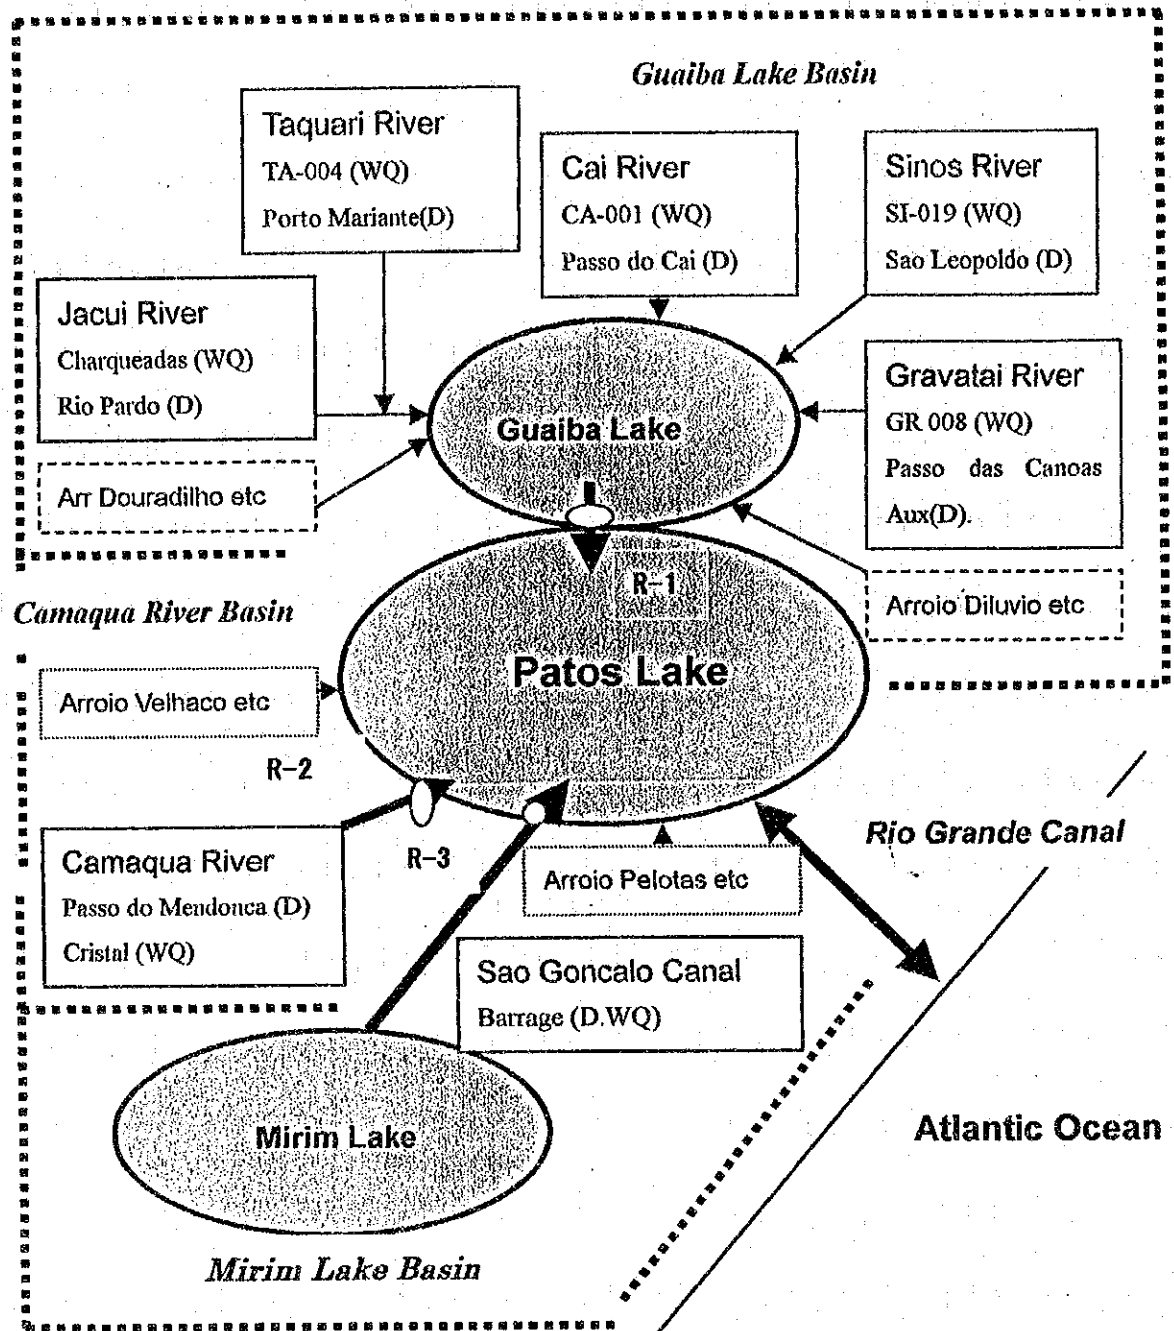 Guaiba Lake Basin
Taquari River
TA-004 (WQ)
Porto Mariante(D)
Cai River
CA-001 (WQ)
Passo do Cai (D)
Sinos River
SI-019 (WQ)
Sao Leopoldo (D)
Jacui River
Charqueadas (WQ)
Rio Pardo (D)
Gravatai River
GR 008 (WQ)
Passo das Canoas
Aux(D).
Guaiba Lake
Arr Douradilho etc
R-1
Arroio Diluvio etc
Camaqua River Basin
Patos Lake
Arroio Velhaco etc
R-2
Rio Grande Canal
R-3
Camaqua River
Passo do Mendonca (D)
Cristal (WQ)
Arroio Pelotas etc
Sao Goncalo Canal
Barrage (D.WQ)
Mirim Lake
Atlantic Ocean
Mirim Lake Basin